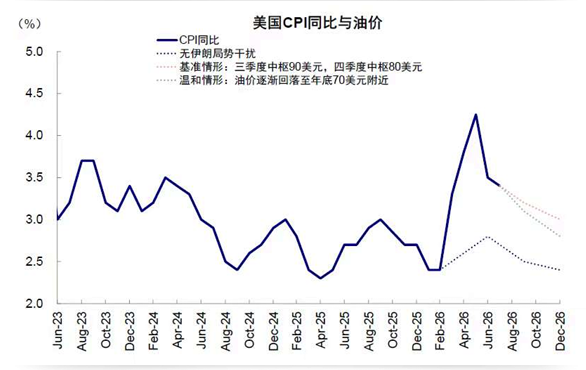 美国CPI同比与油价
（%）
CPI同比
无伊朗局势干扰
基准情形：三季度中枢90美元，四季度中枢80美元
温和情形：油价逐渐回落至年底70美元附近
5.0
4.5
4.0
3.5
3.0
2.5
2.0
Jun-23
Aug-23
Oct-23
Dec-23
Feb-24
Apr-24
Jun-24
Aug-24
Oct-24
Dec-24
Feb-25
Apr-25
Jun-25
Aug-25
Oct-25
Dec-25
Feb-26
Apr-26
Jun-26
Aug-26
Oct-26
Dec-26